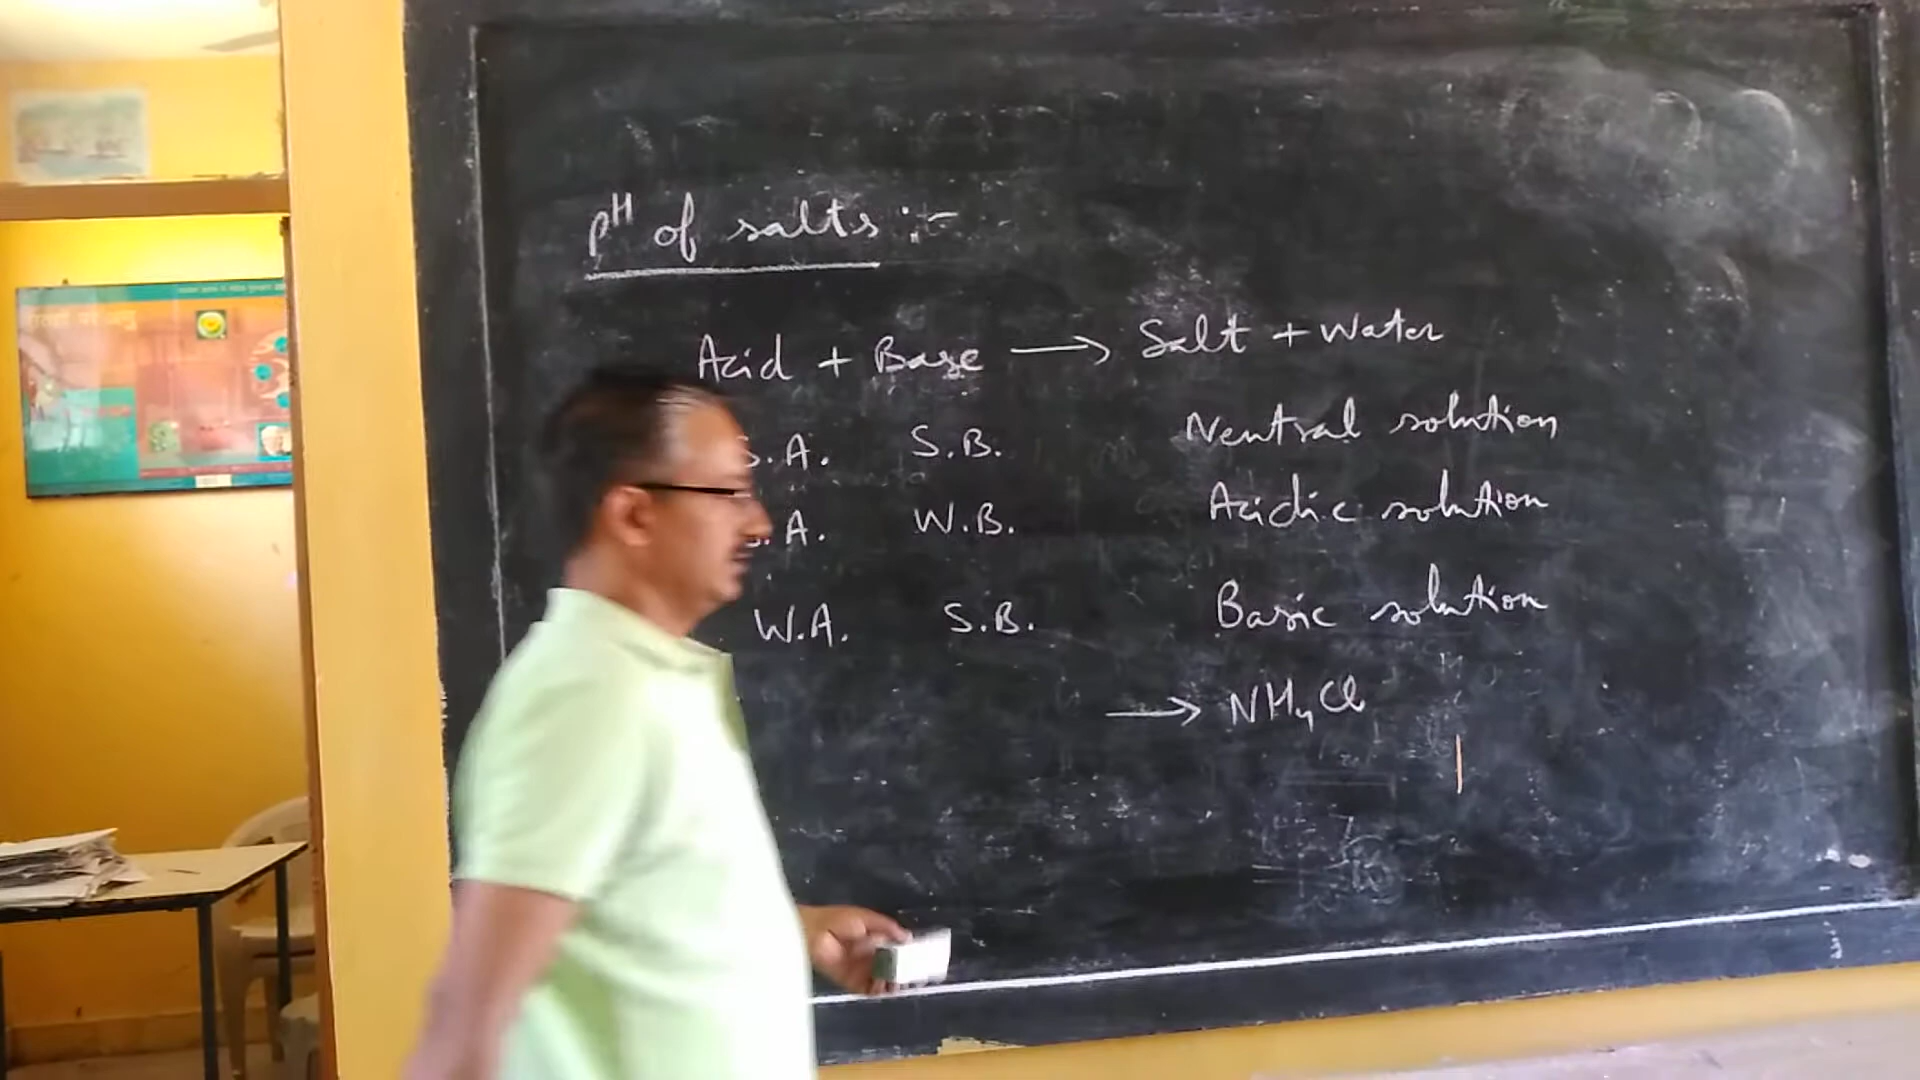 pH of salts :-
Acid + Base → Salt + Water
S.A. S.B. Neutral solution
S.A. W.B. Acidic solution
W.A. S.B. Basic solution
→ NH4Cl